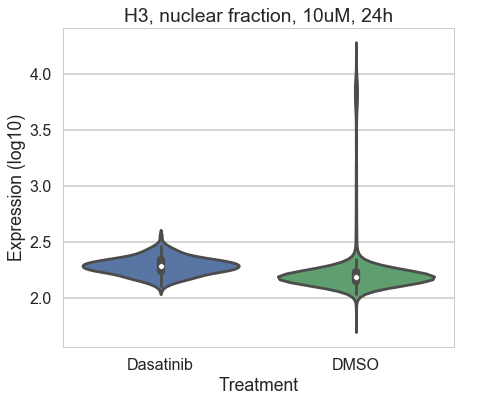 H3, nuclear fraction, 10uM, 24h
Expression (log10)
4.0
3.5
3.0
2.5
2.0
Dasatinib
DMSO
Treatment